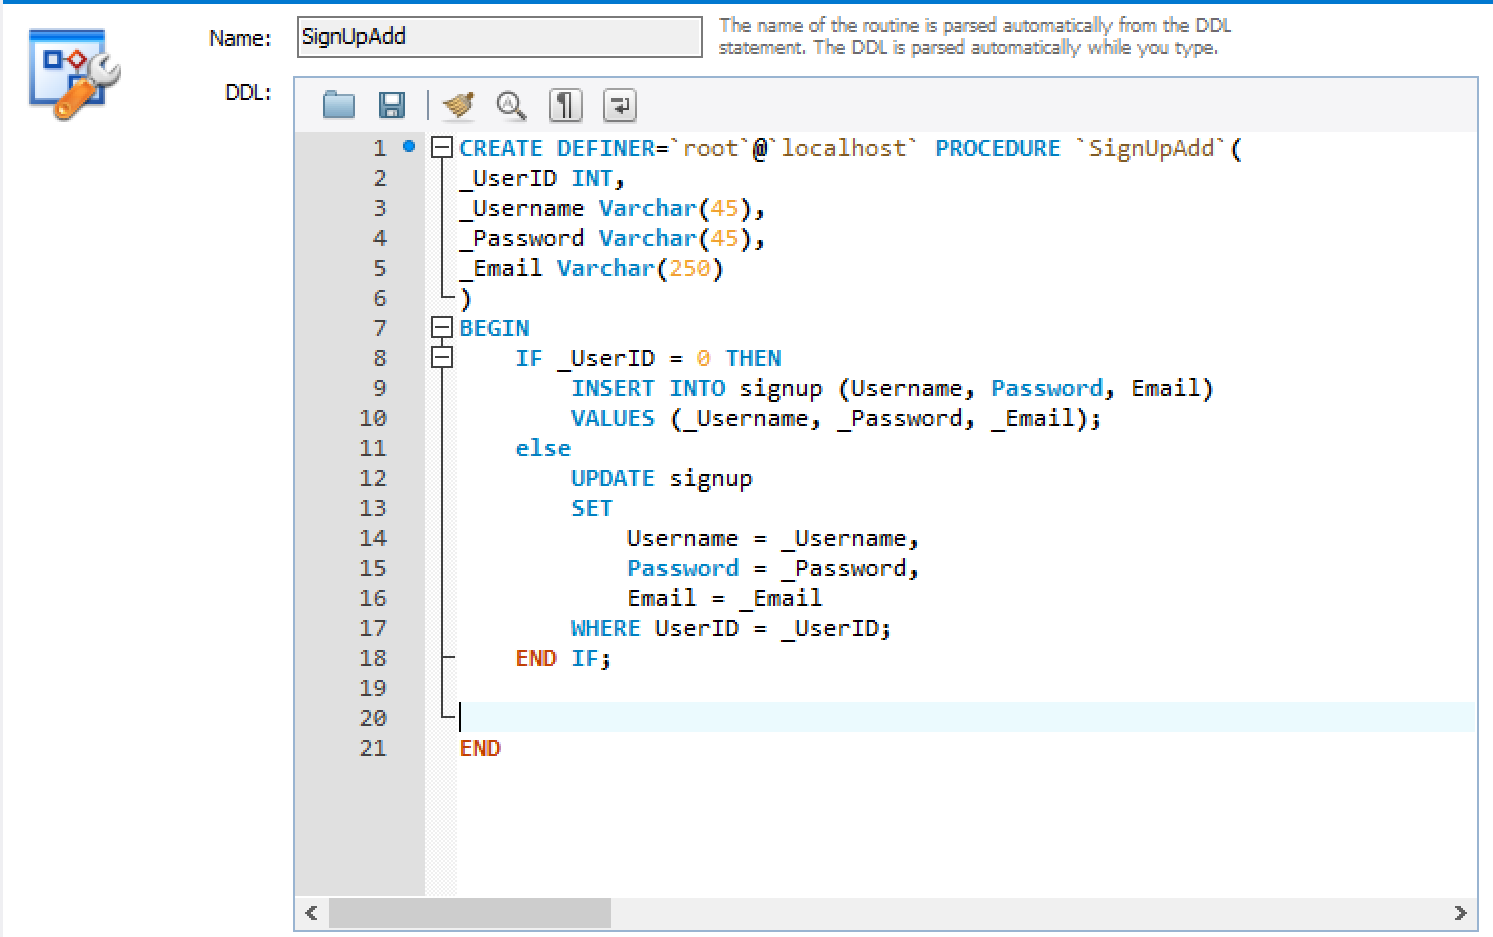 Name: SignUpAdd
The name of the routine is parsed automatically from the DDL
statement. The DDL is parsed automatically while you type.
DDL:
1 CREATE DEFINER=`root`@`localhost` PROCEDURE `SignUpAdd`(
2 _UserID INT,
3 _Username Varchar(45),
4 _Password Varchar(45),
5 _Email Varchar(250)
6 )
7 BEGIN
8 IF _UserID = 0 THEN
9 INSERT INTO signup (Username, Password, Email)
10 VALUES (_Username, _Password, _Email);
11 else
12 UPDATE signup
13 SET
14 Username = _Username,
15 Password = _Password,
16 Email = _Email
17 WHERE UserID = _UserID;
18 END IF;
19
20
21 END